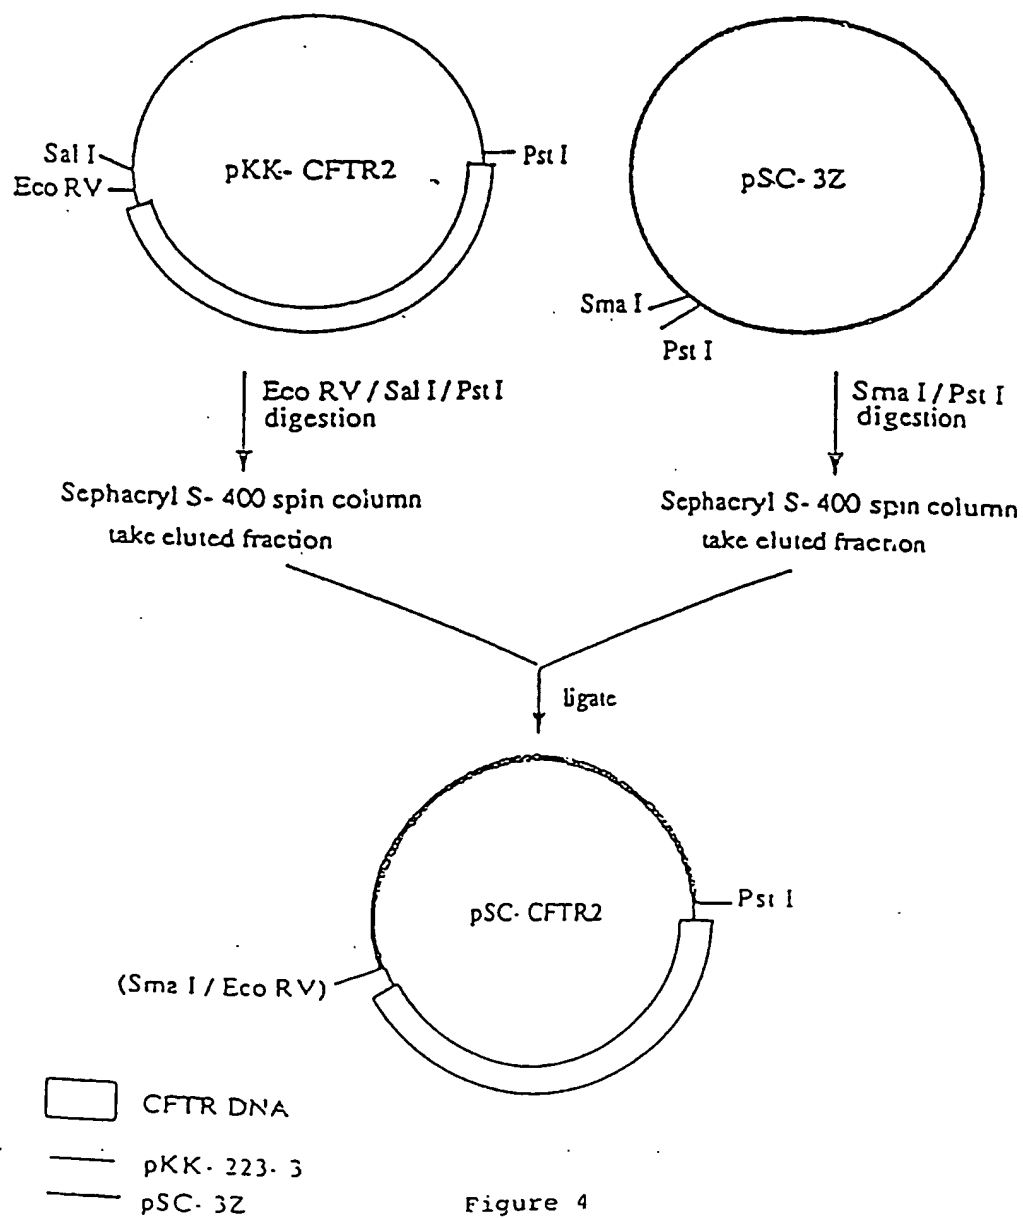 Sal I
Eco RV
pKK- CFTR2
Pst I
pSC- 3Z
Sma I
Pst I
Eco RV / Sal I / Pst I
digestion
Sma I / Pst I
digestion
Sephacryl S- 400 spin column
take eluted fraction
Sephacryl S- 400 spin column
take eluted fraction
ligate
pSC- CFTR2
Pst I
(Sma I / Eco RV)
CFTR DNA
pKK- 223- 3
pSC- 3Z
Figure 4